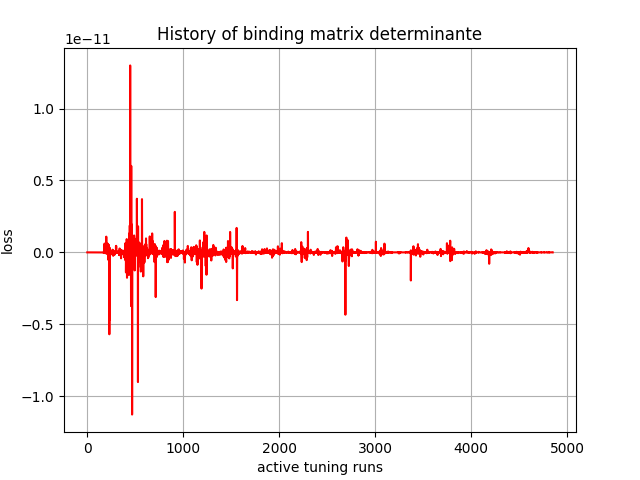 History of binding matrix determinante
1e−11
1.0
0.5
0.0
−0.5
−1.0
loss
0 1000 2000 3000 4000 5000
active tuning runs